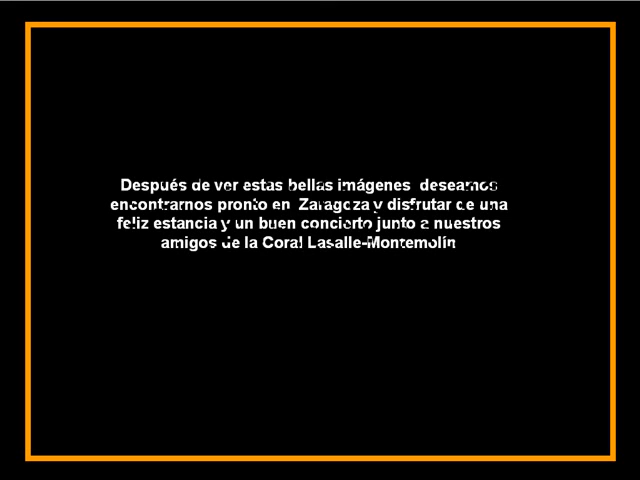 Después de ver estas bellas imágenes deseamos
encontrarnos pronto en Zaragoza y disfrutar de una
feliz estancia y un buen concierto junto a nuestros
amigos de la Coral Lasalle-Montemolín